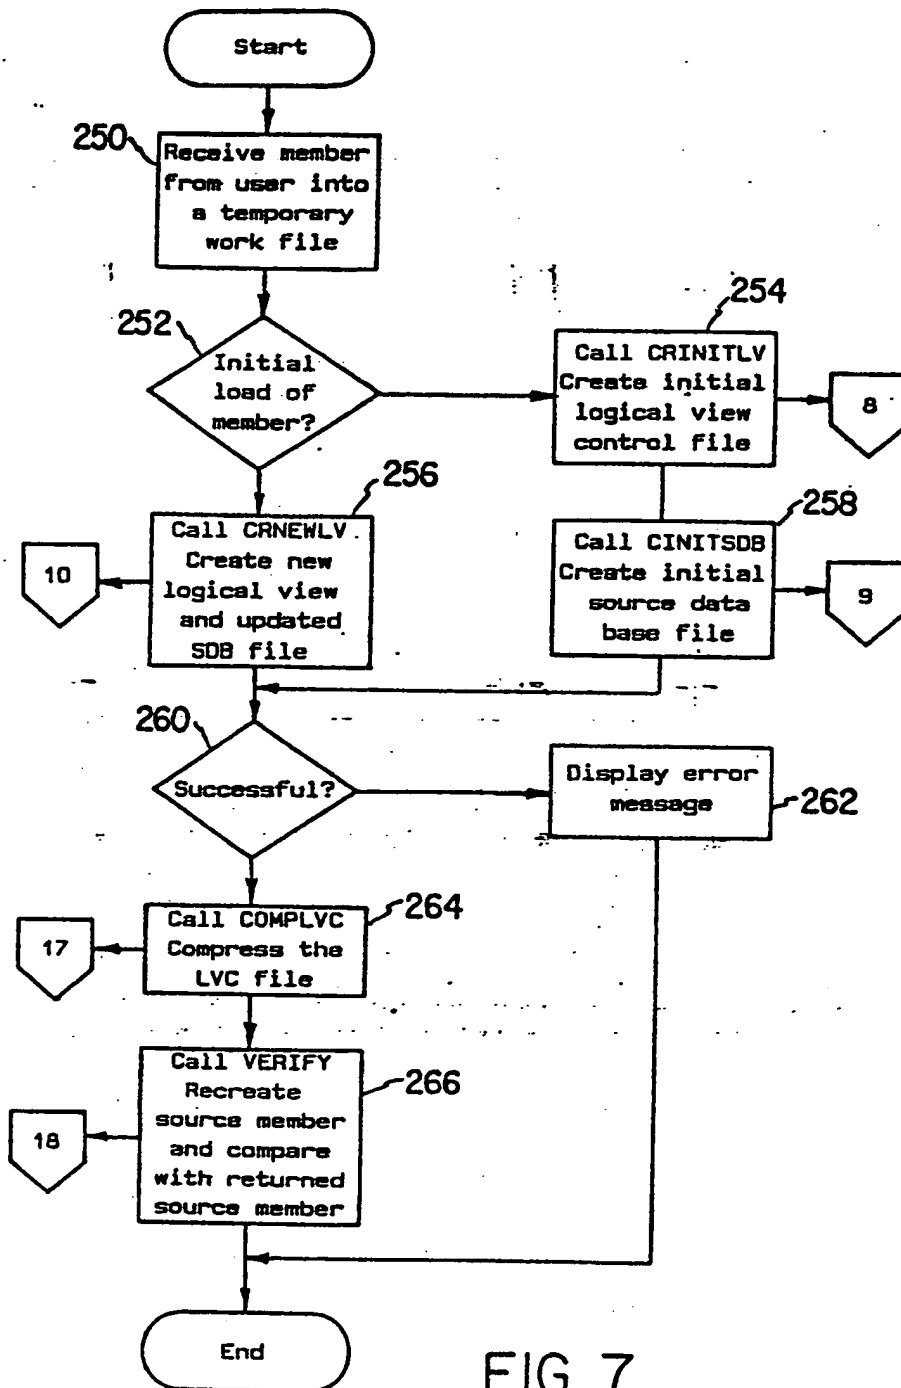 Start
250
Receive member
from user into
a temporary
work file
252
Initial
load of
member?
254
Call CRINITLV
Create initial
logical view
control file
8
256
Call CRNEWLV
Create new
logical view
and updated
SDB file
10
258
Call CINITSDB
Create initial
source data
base file
9
260
Successful?
Display error
message
262
264
Call COMPLVC
Compress the
LVC file
17
Call VERIFY
Recreate
source member
and compare
with returned
source member
266
18
End
FIG. 7